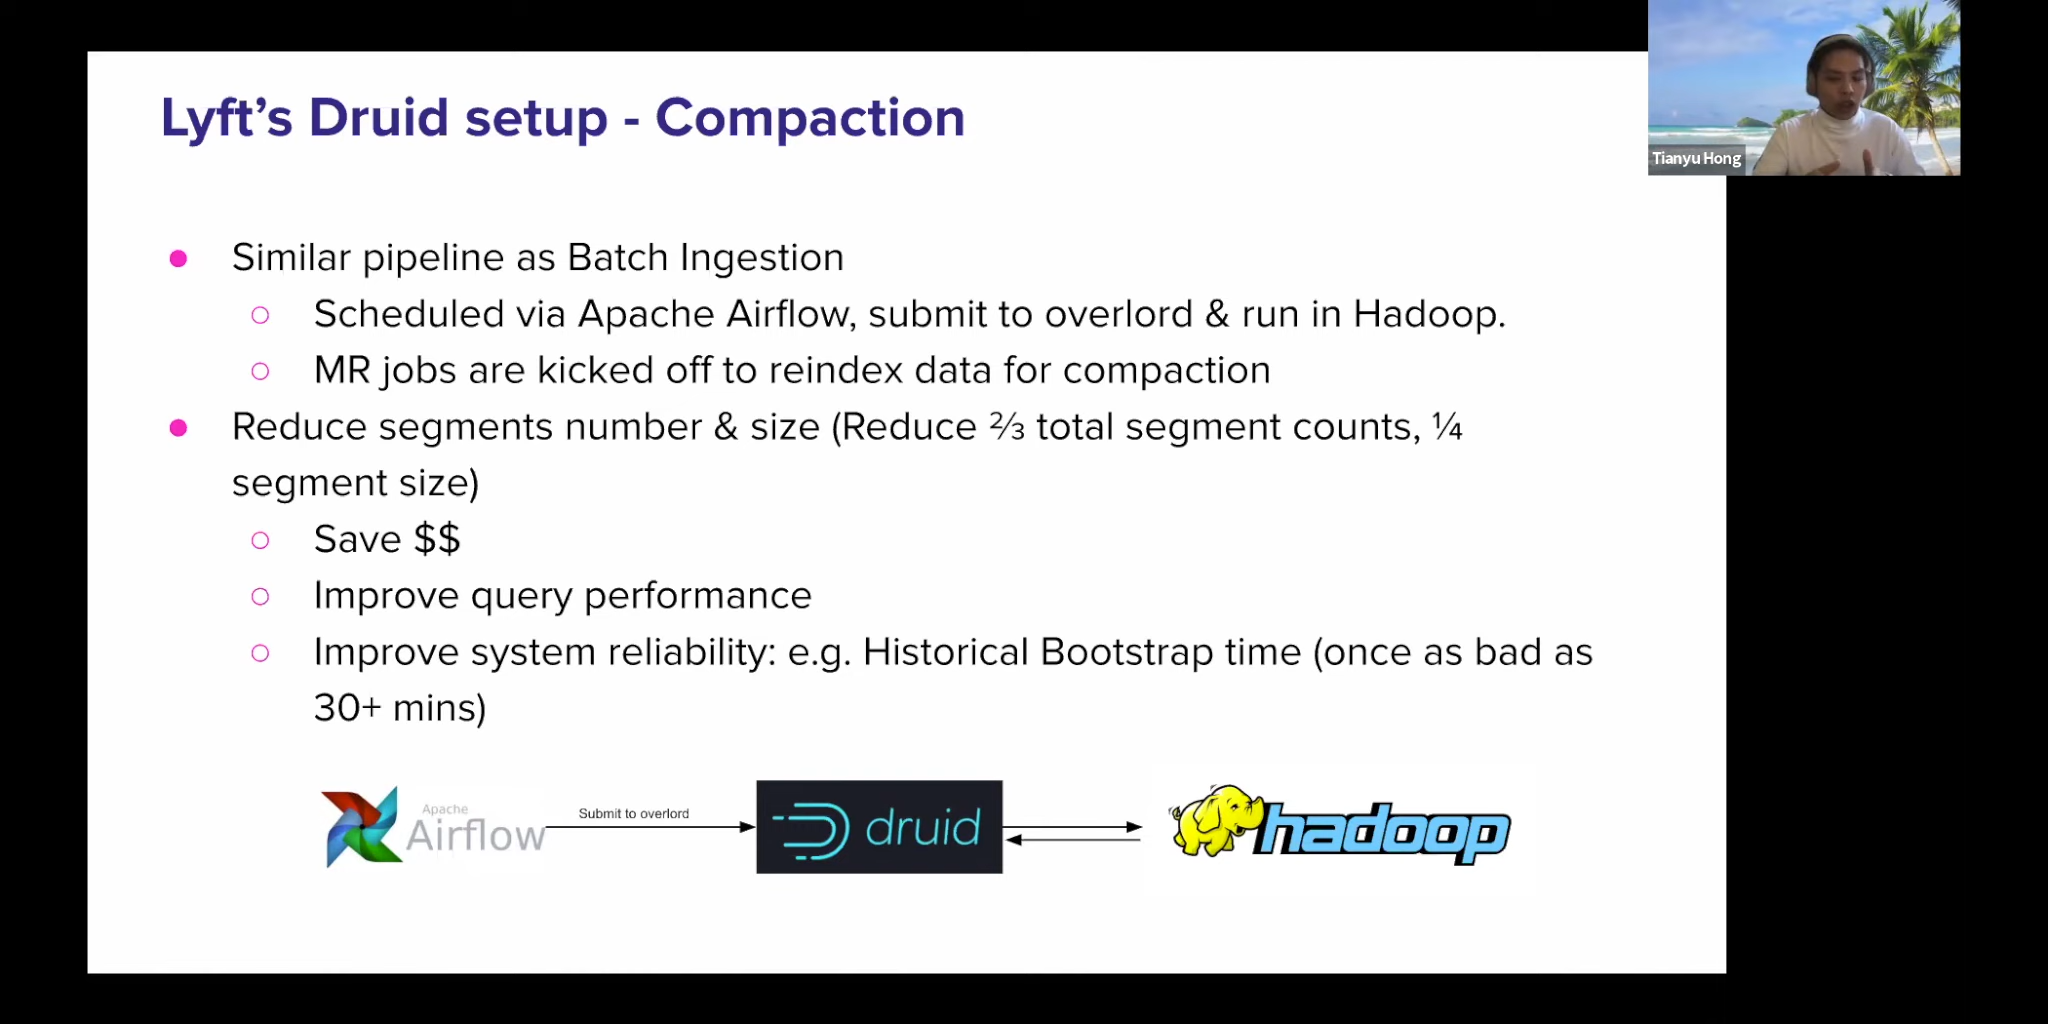 Lyft's Druid setup - Compaction
Tianyu Hong
● Similar pipeline as Batch Ingestion
○ Scheduled via Apache Airflow, submit to overlord & run in Hadoop.
○ MR jobs are kicked off to reindex data for compaction
● Reduce segments number & size (Reduce ⅔ total segment counts, ¼
segment size)
○ Save $$
○ Improve query performance
○ Improve system reliability: e.g. Historical Bootstrap time (once as bad as
30+ mins)
Apache
Airflow
Submit to overlord
druid
hadoop